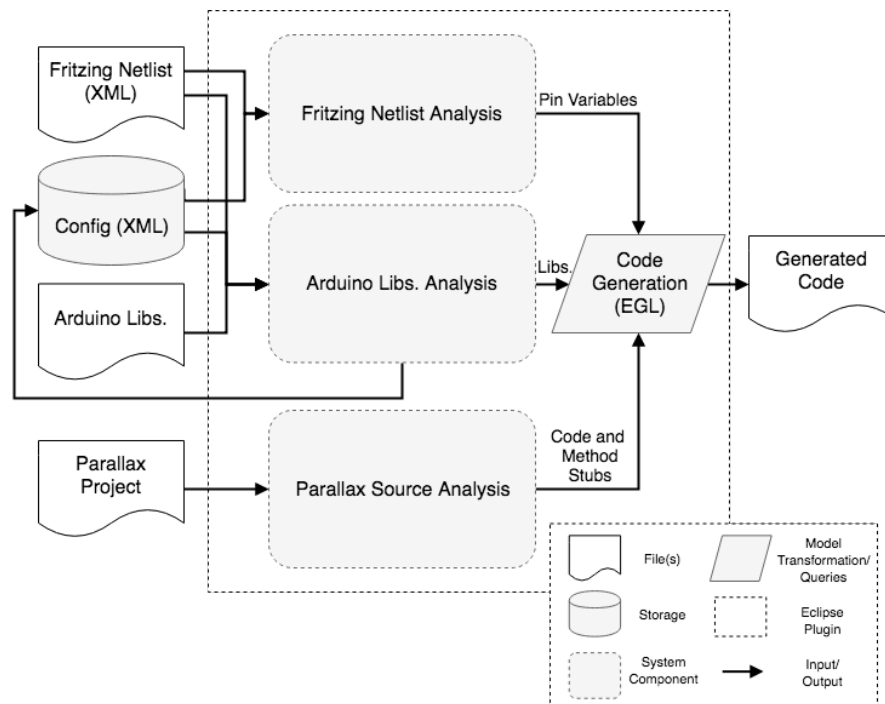 Fritzing Netlist
(XML)
Fritzing Netlist Analysis
Pin Variables
Config (XML)
Arduino Libs. Analysis
Libs.
Code
Generation
(EGL)
Generated
Code
Arduino Libs.
Parallax
Project
Parallax Source Analysis
Code and
Method
Stubs
File(s)
Model
Transformation/
Queries
Storage
Eclipse
Plugin
System
Component
Input/
Output